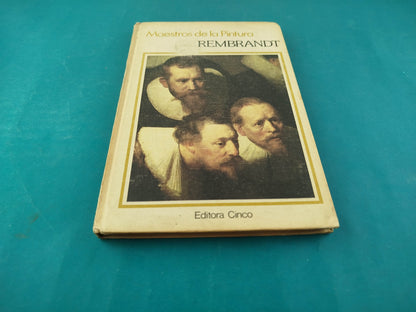 Maestros de la Pintura
REMBRANDT
Editora Cinco